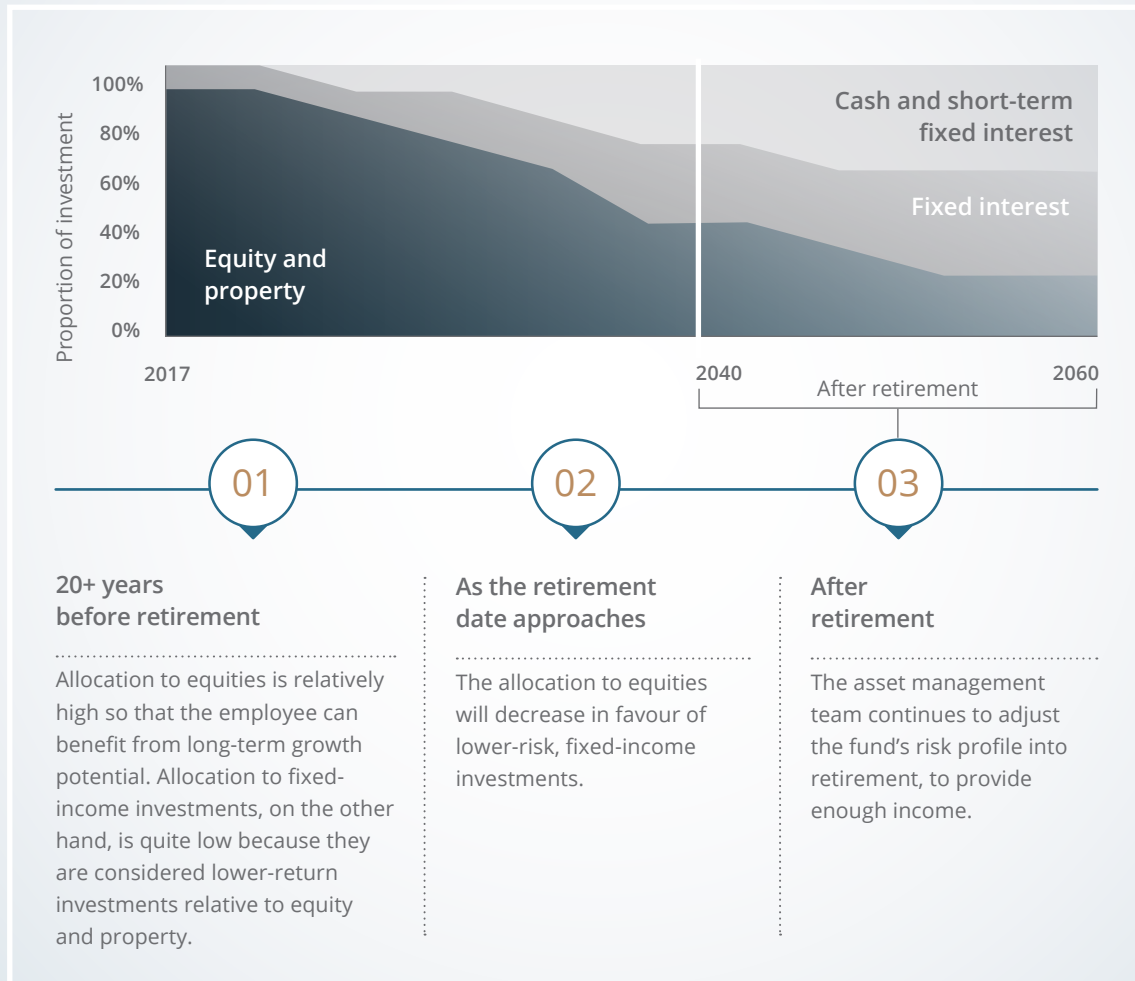 Proportion of investment
100%
80%
60%
40%
20%
0%
Cash and short-term
fixed interest
Fixed interest
Equity and
property
2017
2040
2060
After retirement
01
02
03
20+ years
before retirement
Allocation to equities is relatively
high so that the employee can
benefit from long-term growth
potential. Allocation to fixed-
income investments, on the other
hand, is quite low because they
are considered lower-return
investments relative to equity
and property.
As the retirement
date approaches
The allocation to equities
will decrease in favour of
lower-risk, fixed-income
investments.
After
retirement
The asset management
team continues to adjust
the fund’s risk profile into
retirement, to provide
enough income.